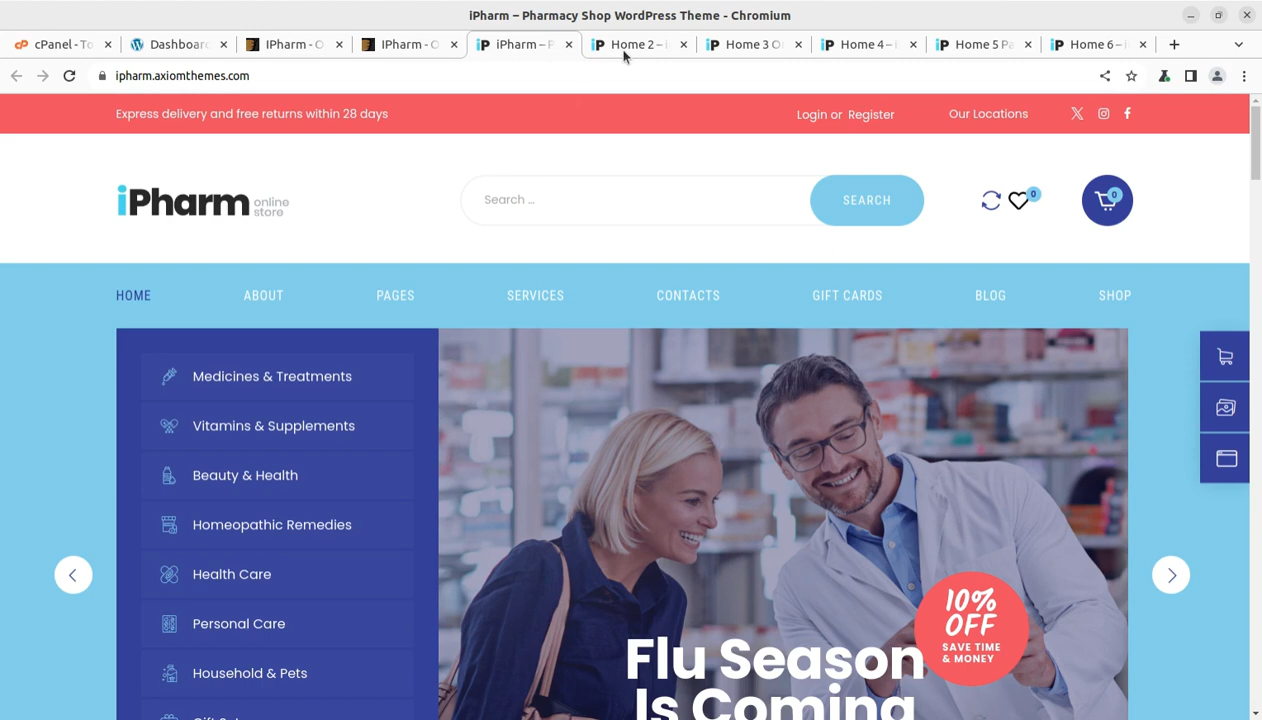 iPharm – Pharmacy Shop WordPress Theme - Chromium
cPanel - To
Dashboar
IPharm - O
IPharm - O
iPharm – P
Home 2 – i
Home 3 O
Home 4 – i
Home 5 Pa
Home 6 – i
ipharm.axiomthemes.com
Express delivery and free returns within 28 days
Login or Register
Our Locations
iPharm online store
Search ...
SEARCH
0
0
HOME ABOUT PAGES SERVICES CONTACTS GIFT CARDS BLOG SHOP
Medicines & Treatments
Vitamins & Supplements
Beauty & Health
Homeopathic Remedies
Health Care
Personal Care
Household & Pets
10%
OFF
SAVE TIME
& MONEY
Flu Season
Is Coming